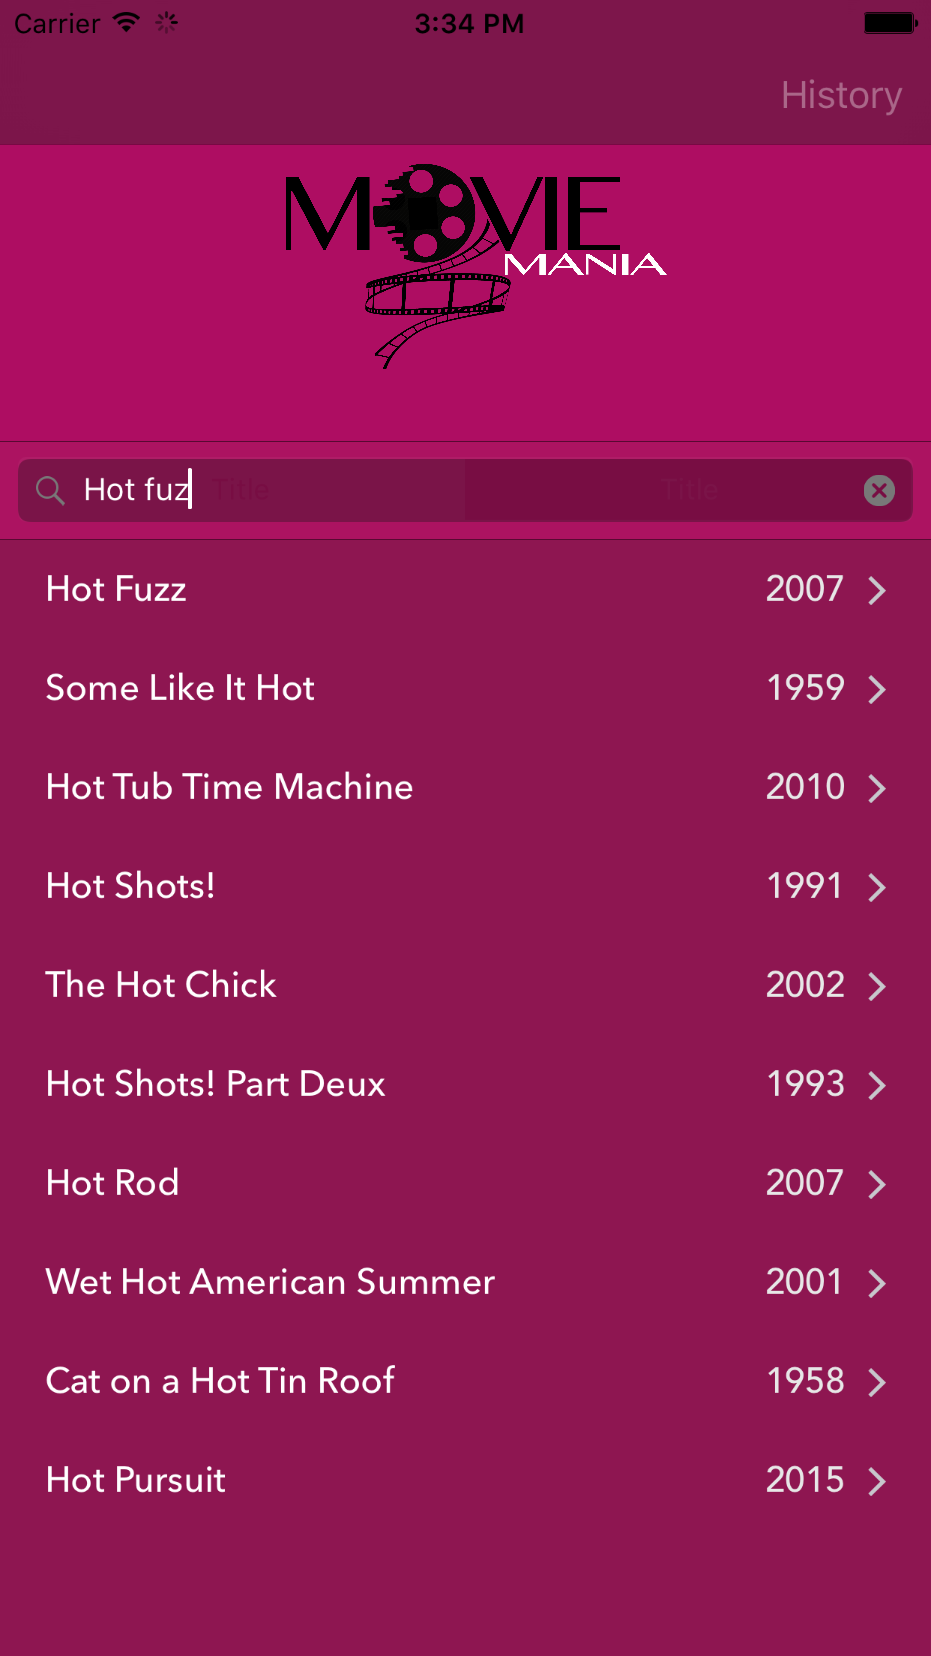 Carrier 3:34 PM
History
MOVIE
MANIA
Hot fuz Title Title
Hot Fuzz 2007
Some Like It Hot 1959
Hot Tub Time Machine 2010
Hot Shots! 1991
The Hot Chick 2002
Hot Shots! Part Deux 1993
Hot Rod 2007
Wet Hot American Summer 2001
Cat on a Hot Tin Roof 1958
Hot Pursuit 2015